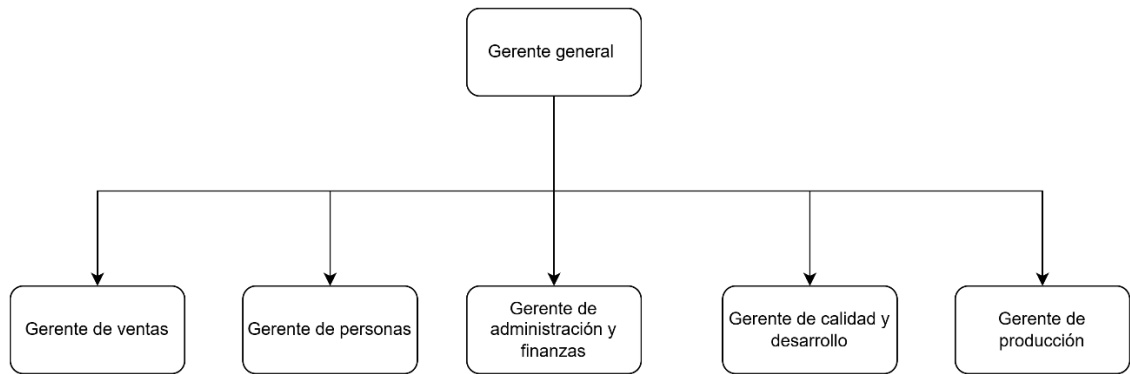 Gerente general
Gerente de ventas
Gerente de personas
Gerente de
administración y
finanzas
Gerente de calidad y
desarrollo
Gerente de
producción